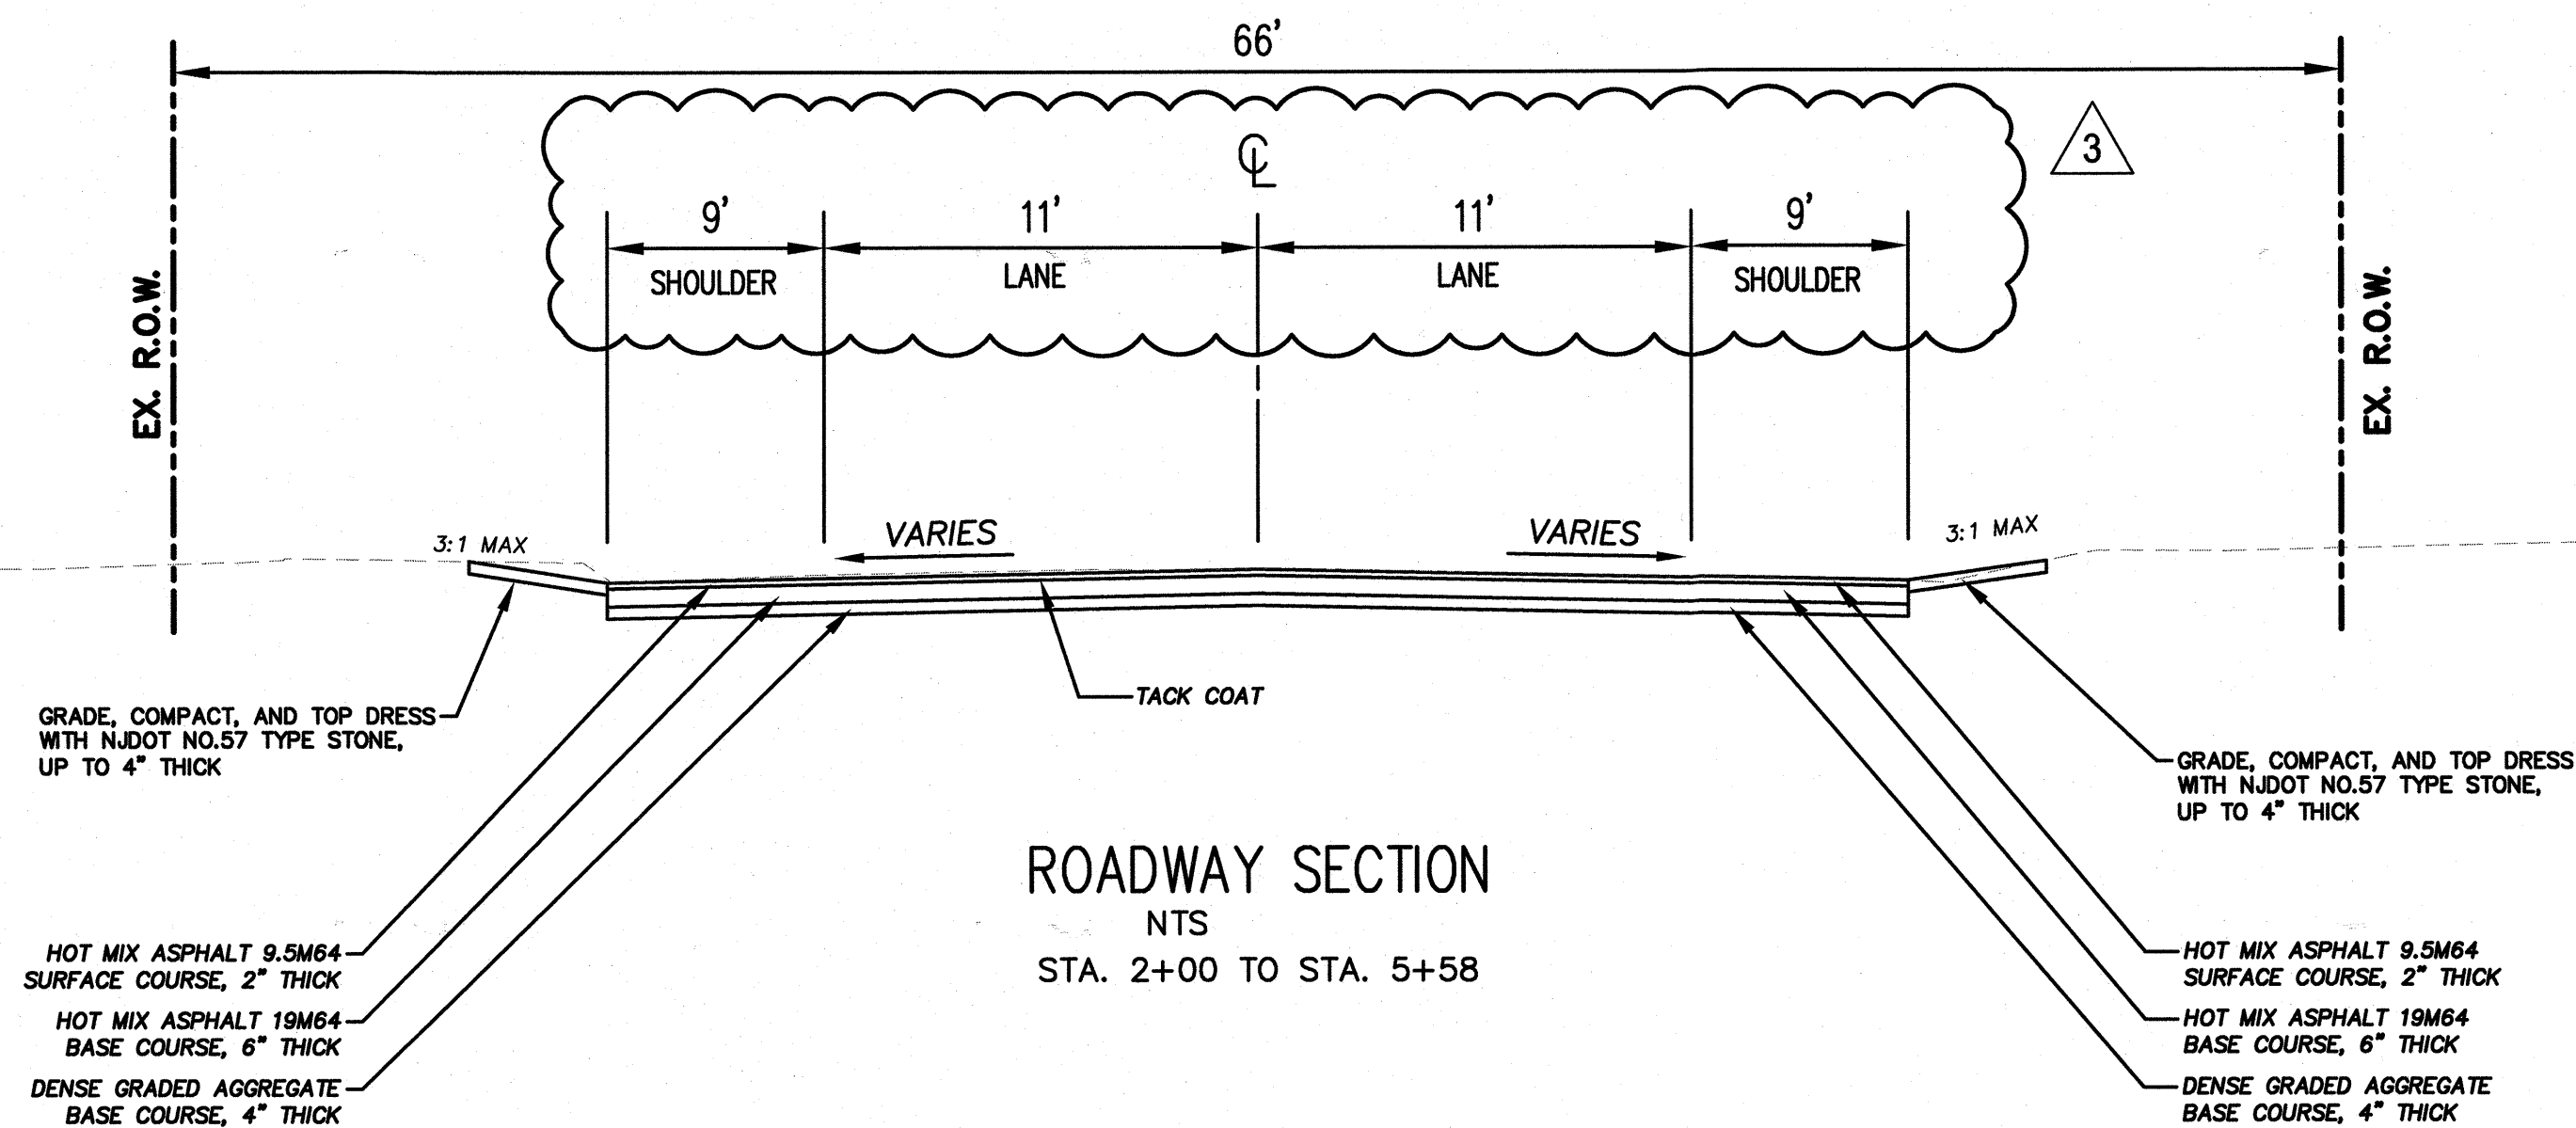 66'
3
℄
9'
11'
11'
9'
SHOULDER
LANE
LANE
SHOULDER
EX. R.O.W.
EX. R.O.W.
3:1 MAX
VARIES
VARIES
3:1 MAX
TACK COAT
GRADE, COMPACT, AND TOP DRESS
WITH NJDOT NO.57 TYPE STONE,
UP TO 4" THICK
GRADE, COMPACT, AND TOP DRESS
WITH NJDOT NO.57 TYPE STONE,
UP TO 4" THICK
ROADWAY SECTION
NTS
STA. 2+00 TO STA. 5+58
HOT MIX ASPHALT 9.5M64
SURFACE COURSE, 2" THICK
HOT MIX ASPHALT 19M64
BASE COURSE, 6" THICK
DENSE GRADED AGGREGATE
BASE COURSE, 4" THICK
HOT MIX ASPHALT 9.5M64
SURFACE COURSE, 2" THICK
HOT MIX ASPHALT 19M64
BASE COURSE, 6" THICK
DENSE GRADED AGGREGATE
BASE COURSE, 4" THICK